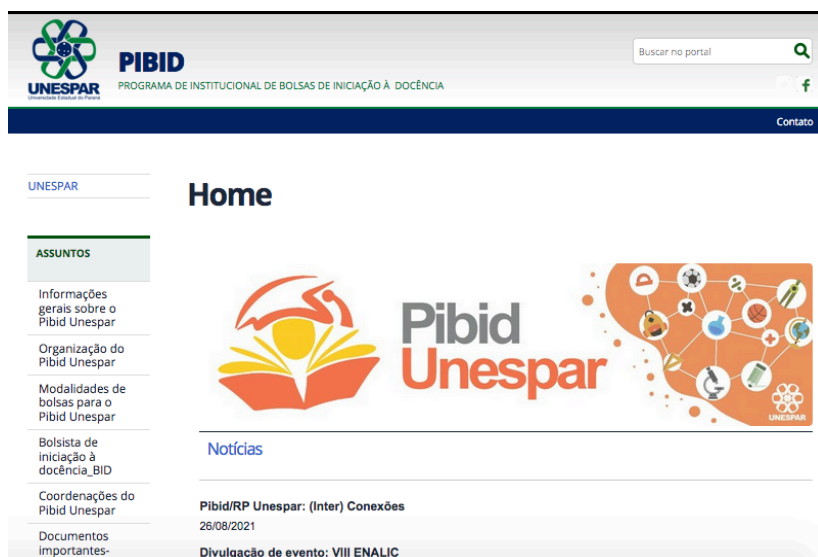 UNESPAR
Universidade Estadual do Paraná
PIBID
PROGRAMA DE INSTITUCIONAL DE BOLSAS DE INICIAÇÃO À DOCÊNCIA
Buscar no portal
f
Contato
UNESPAR
Home
ASSUNTOS
Informações
gerais sobre o
Pibid Unespar
Organização do
Pibid Unespar
Modalidades de
bolsas para o
Pibid Unespar
Bolsista de
iniciação à
docência_BID
Coordenações do
Pibid Unespar
Documentos
importantes-
Pibid
Unespar
UNESPAR
Notícias
Pibid/RP Unespar: (Inter) Conexões
26/08/2021
Divulgação de evento: VIII ENALIC